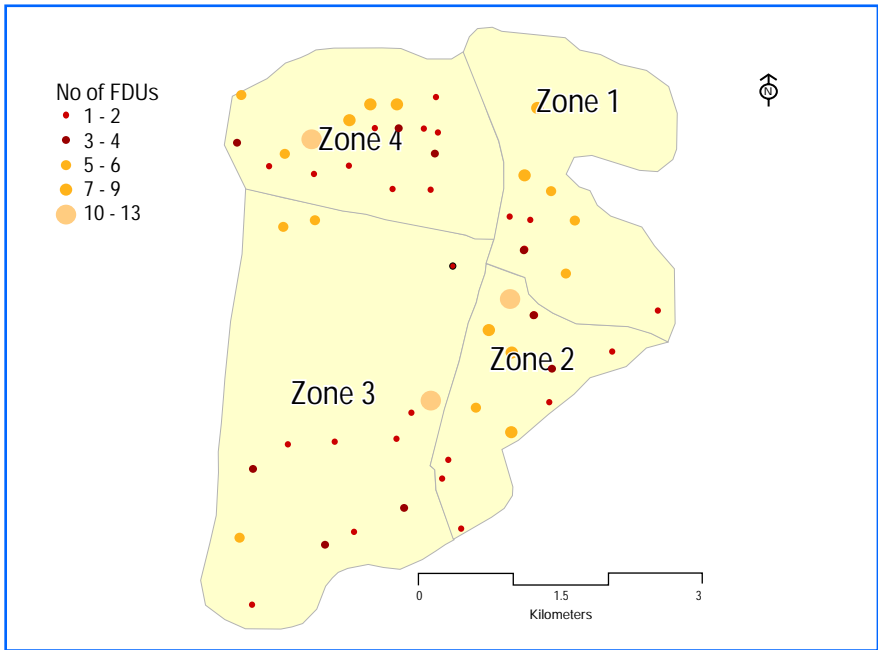 No of FDUs
1 - 2
3 - 4
5 - 6
7 - 9
10 - 13
Zone 1
Zone 4
Zone 2
Zone 3
N
0 1.5 3
Kilometers